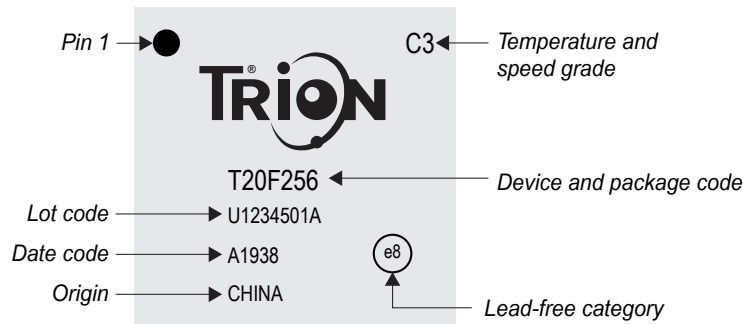 Pin 1
C3
Temperature and
speed grade
TRION®
T20F256
Device and package code
Lot code
U1234501A
Date code
A1938
e8
Origin
CHINA
Lead-free category